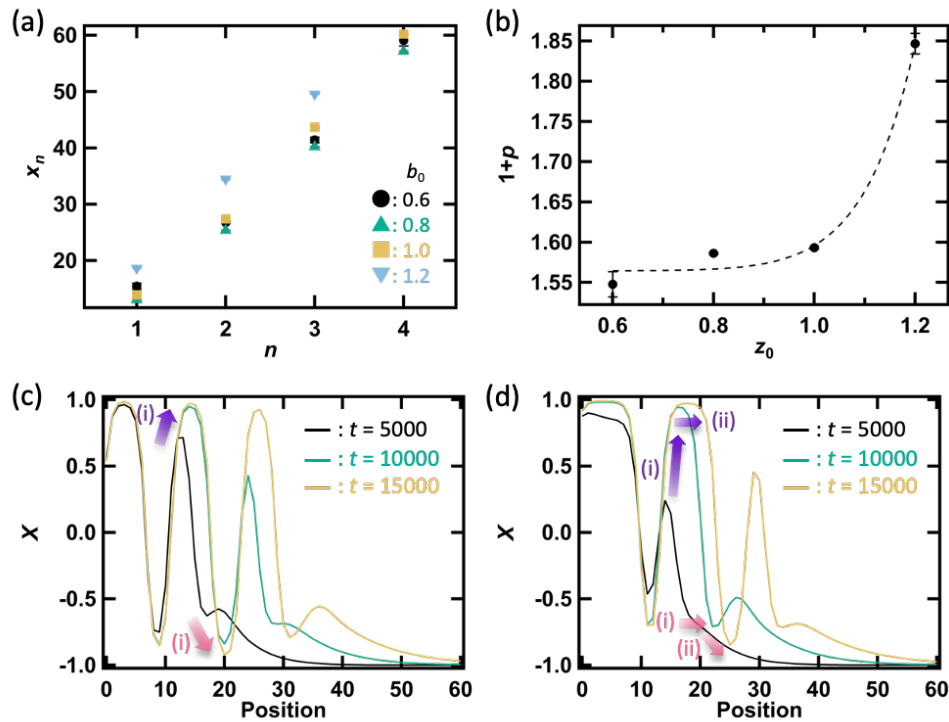 (a)
60
50
40
30
20
xₙ
b₀
: 0.6
: 0.8
: 1.0
: 1.2
1 2 3 4
n
(b)
1.85
1.80
1.75
1.70
1.65
1.60
1.55
1+p
0.6 0.8 1.0 1.2
z₀
(c)
1.0
0.5
0.0
-0.5
-1.0
X
(i)
(i)
: t = 5000
: t = 10000
: t = 15000
0 10 20 30 40 50 60
Position
(d)
1.0
0.5
0.0
-0.5
-1.0
X
(ii)
(i)
(i)
(ii)
: t = 5000
: t = 10000
: t = 15000
0 10 20 30 40 50 60
Position